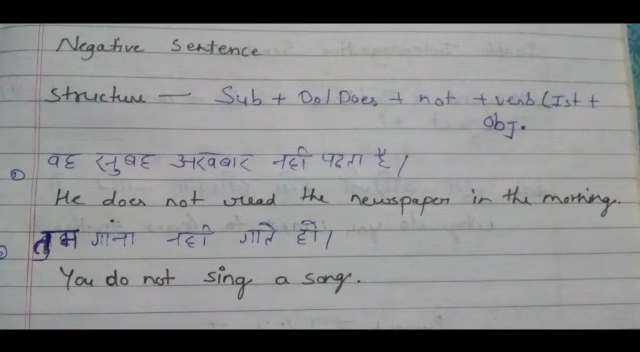 Negative Sentence
Structure — Sub + Do/Does + not + verb (Ist +
Obj.
वह सुबह अखबार नहीं पढता है।
He does not read the newspaper in the morning.
तुम गाना नहीं गाते हो।
You do not sing a song.